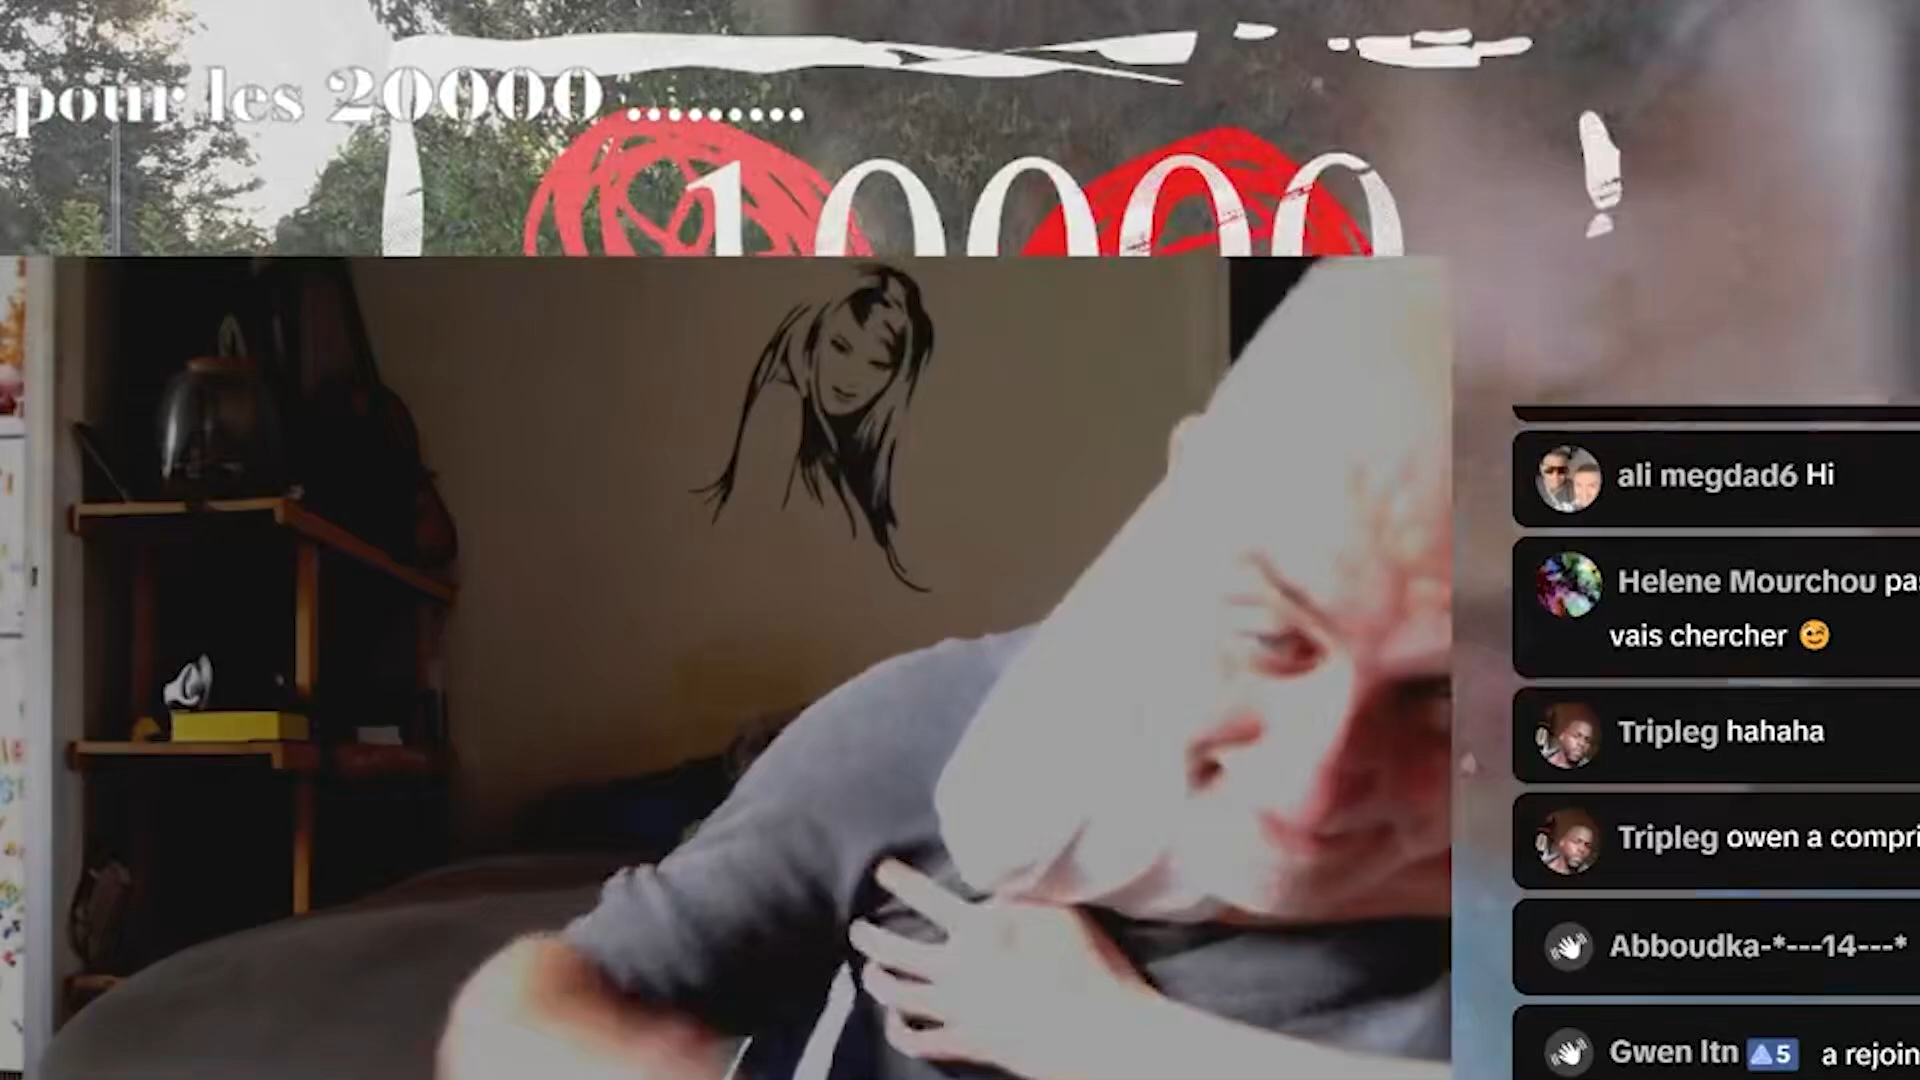 pour les 20000 .........
10000
ali megdad6 Hi
Helene Mourchou
vais chercher 😉
Tripleg hahaha
Tripleg owen a
Abboudka-*---14---*
Gwen ltn 5 a